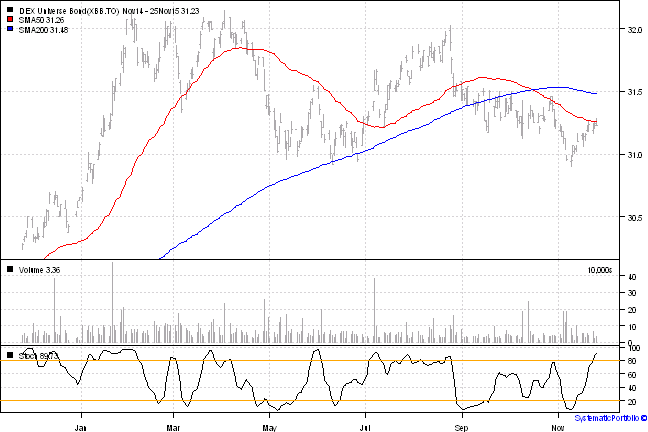 DEX Universe Bond(XBB.TO) Nov14 - 25Nov15 31.23
SMA50 31.26
SMA200 31.48
32.0
31.5
31.0
30.5
Volume 3.36
10,000s
40
30
20
10
0
Stoch
100
80
60
40
20
Jan Mar May Jul Sep Nov
SystematicPortfolio ©